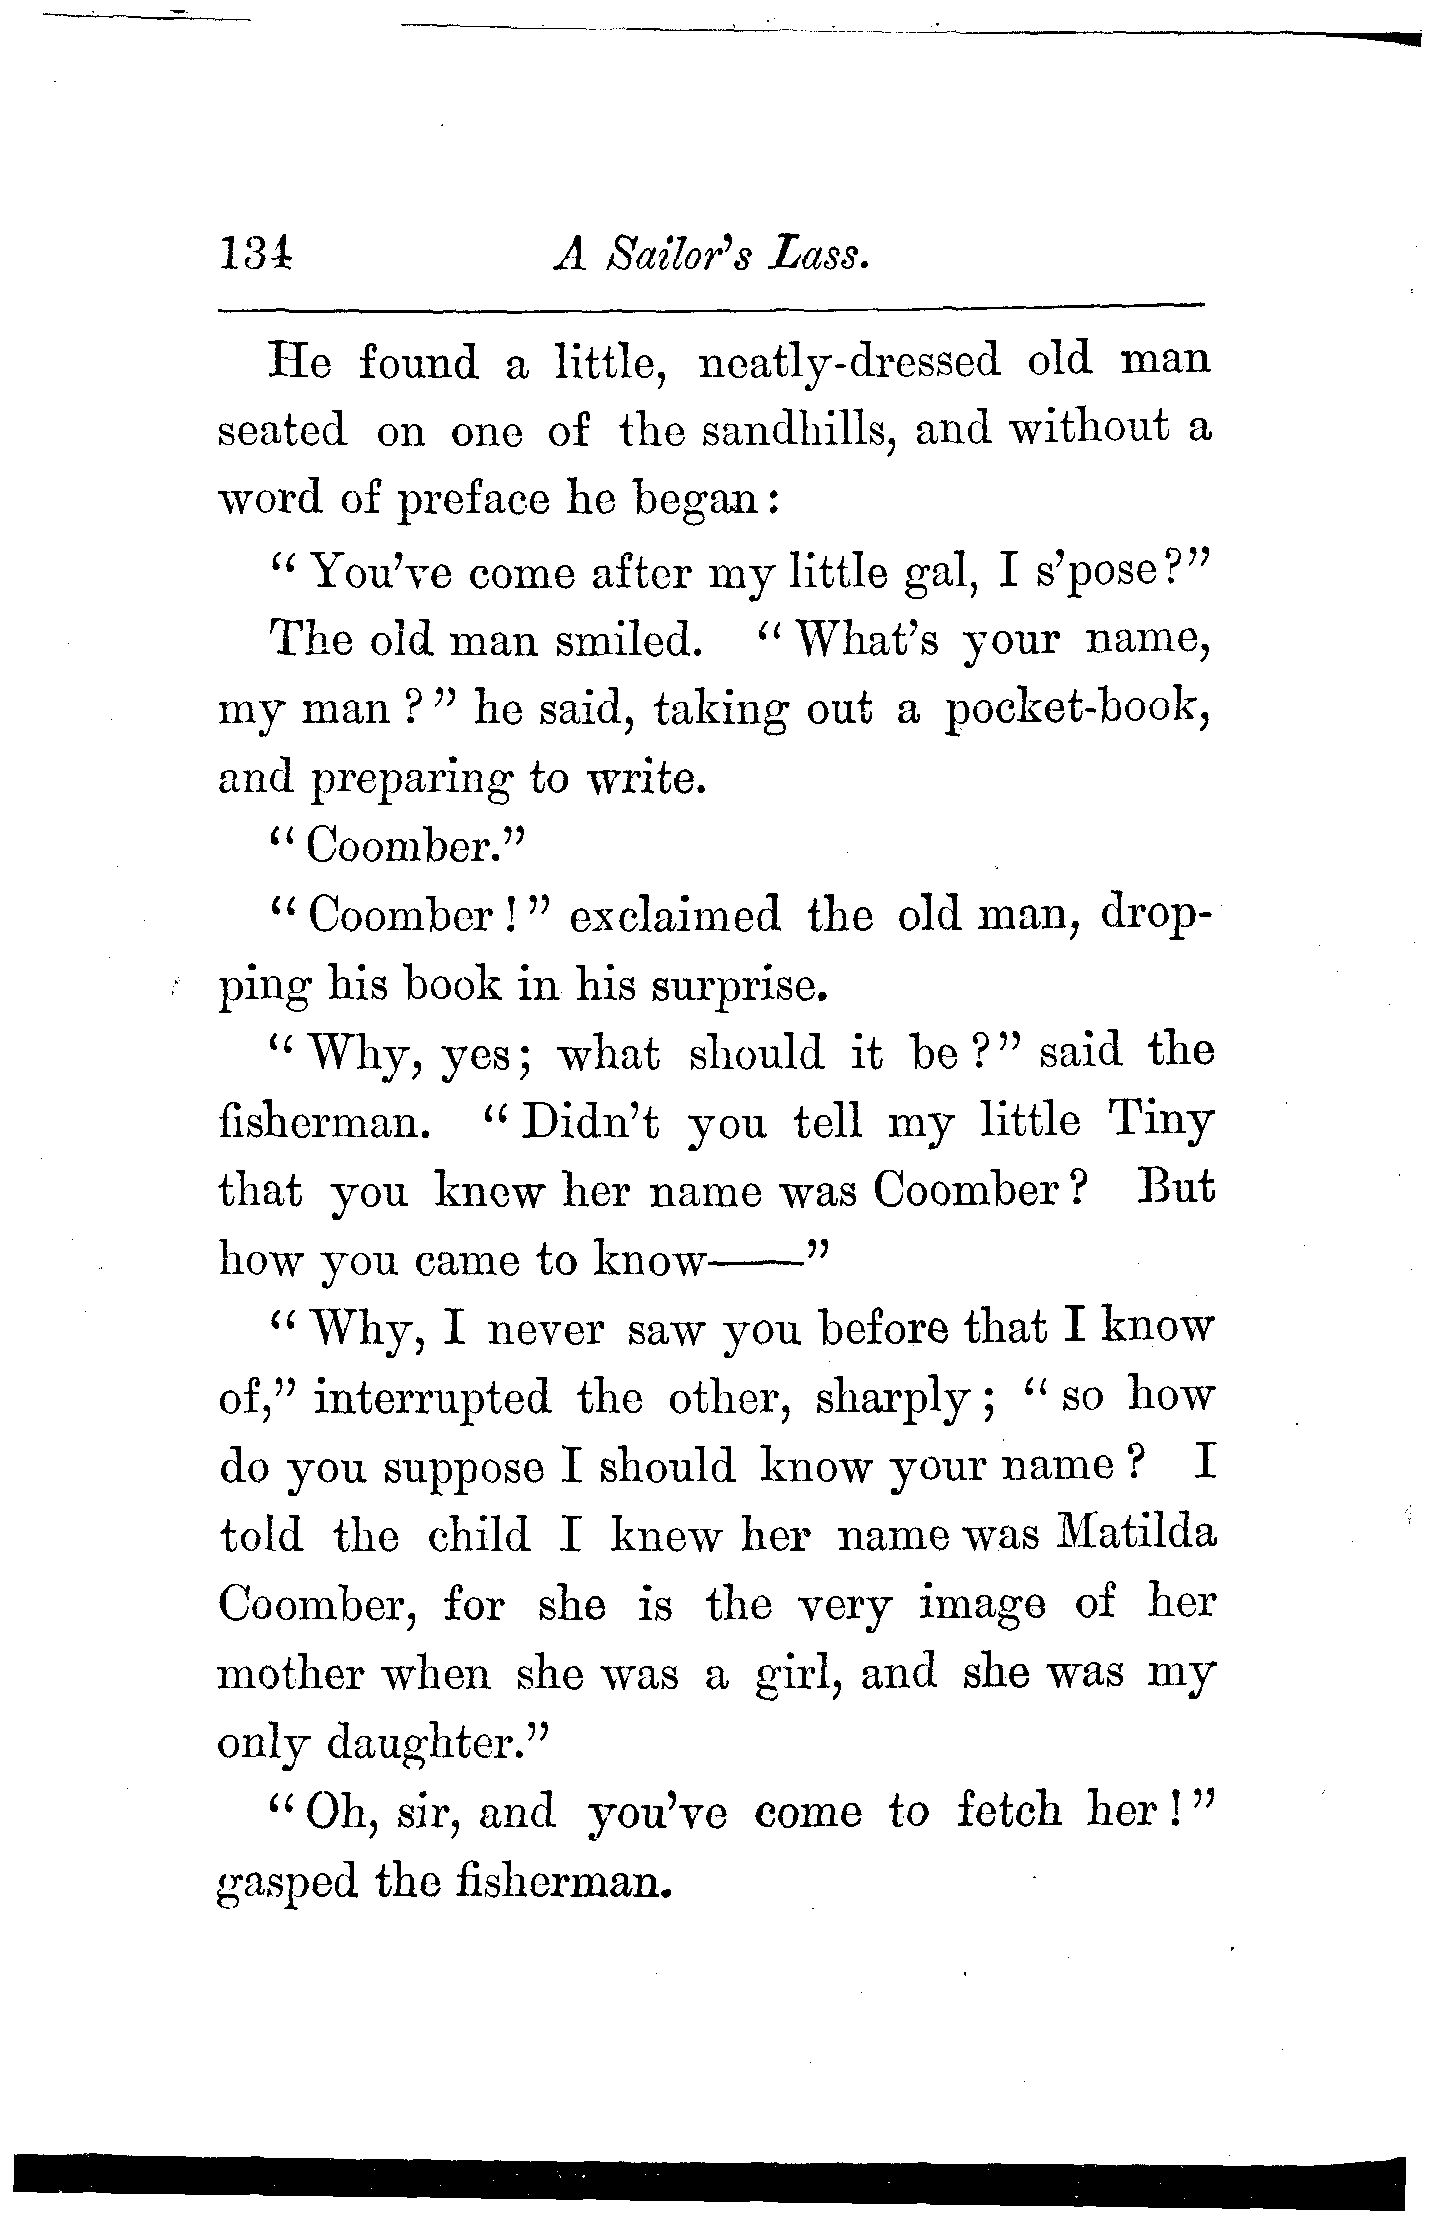 134 A Sailor's Lass.
He found a little, neatly-dressed old man
seated on one of the sandhills, and without a
word of preface he began:
"You've come after my little gal, I s'pose?"
The old man smiled. "What's your name,
my man?" he said, taking out a pocket-book,
and preparing to write.
"Coomber."
"Coomber!" exclaimed the old man, drop-
ping his book in his surprise.
"Why, yes; what should it be?" said the
fisherman. "Didn't you tell my little Tiny
that you knew her name was Coomber? But
how you came to know——"
"Why, I never saw you before that I know
of," interrupted the other, sharply; "so how
do you suppose I should know your name? I
told the child I knew her name was Matilda
Coomber, for she is the very image of her
mother when she was a girl, and she was my
only daughter."
"Oh, sir, and you've come to fetch her!"
gasped the fisherman.